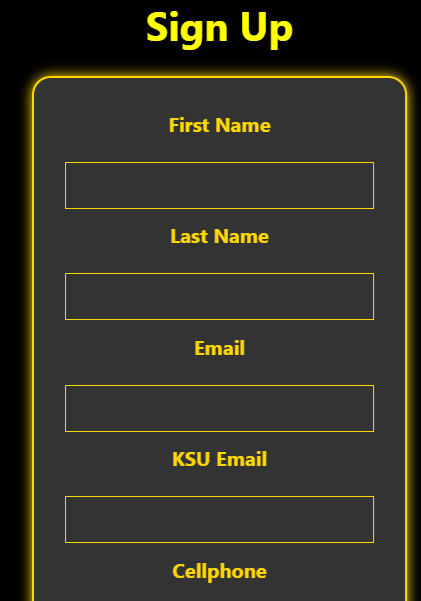 Sign Up
First Name
Last Name
Email
KSU Email
Cellphone